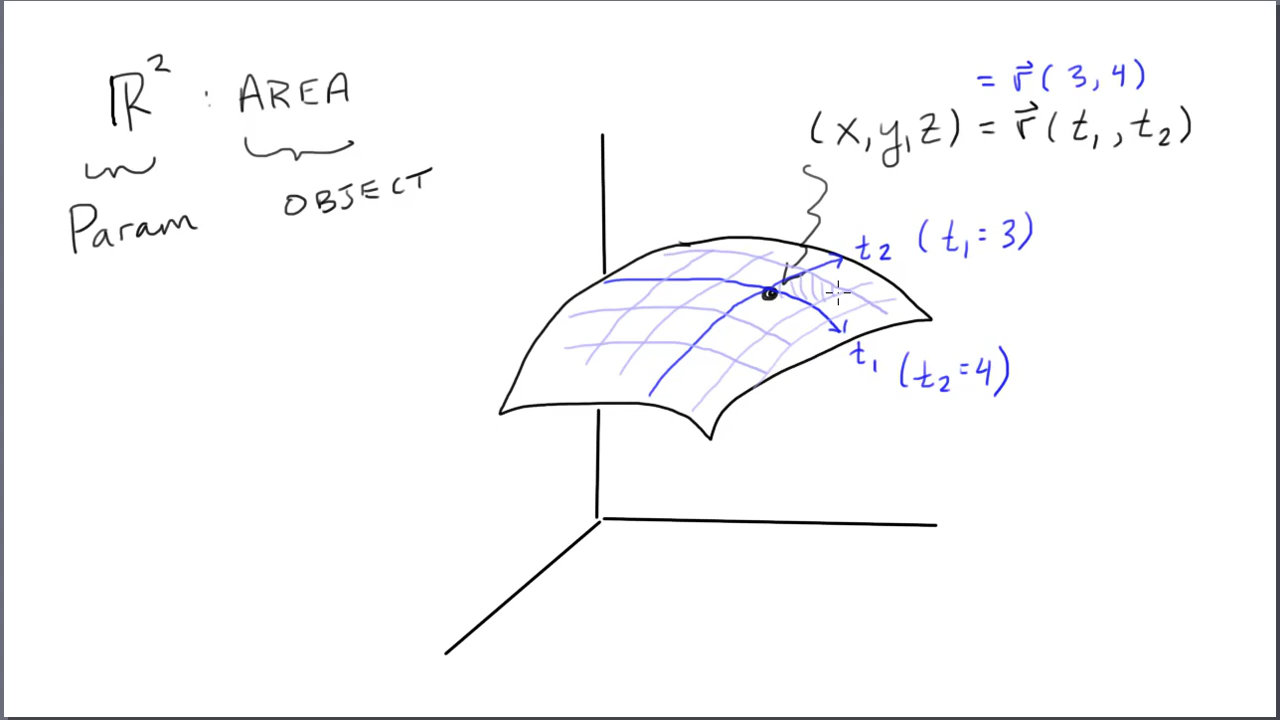 ℝ² : AREA
Param
OBJECT
= r⃗(3,4)
(x,y,z) = r⃗(t₁,t₂)
t₂ (t₁=3)
t₁ (t₂=4)